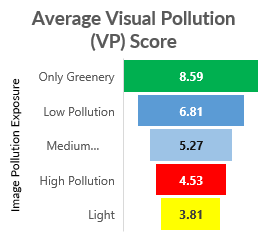 Average Visual Pollution
(VP) Score
Image Pollution Exposure
Only Greenery 8.59
Low Pollution 6.81
Medium... 5.27
High Pollution 4.53
Light 3.81